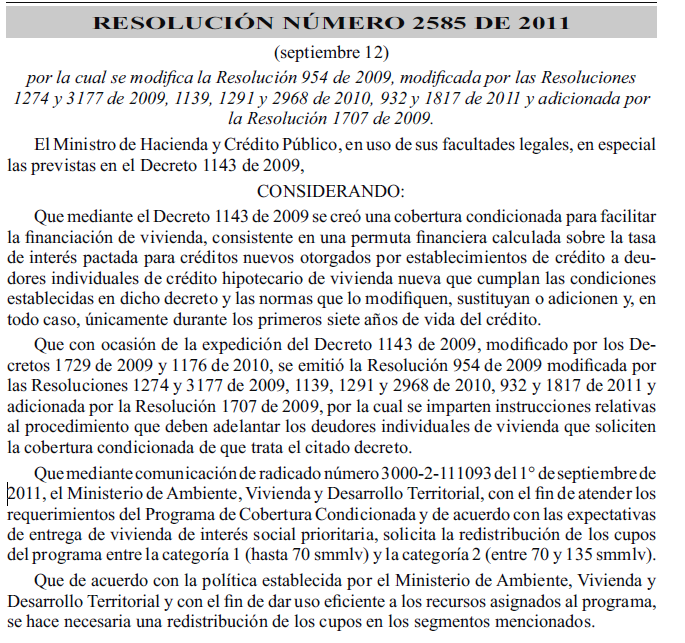 RESOLUCIÓN NÚMERO 2585 DE 2011
(septiembre 12)
por la cual se modifica la Resolución 954 de 2009, modificada por las Resoluciones
1274 y 3177 de 2009, 1139, 1291 y 2968 de 2010, 932 y 1817 de 2011 y adicionada por
la Resolución 1707 de 2009.
El Ministro de Hacienda y Crédito Público, en uso de sus facultades legales, en especial
las previstas en el Decreto 1143 de 2009,
CONSIDERANDO:
Que mediante el Decreto 1143 de 2009 se creó una cobertura condicionada para facilitar
la financiación de vivienda, consistente en una permuta financiera calculada sobre la tasa
de interés pactada para créditos nuevos otorgados por establecimientos de crédito a deu-
dores individuales de crédito hipotecario de vivienda nueva que cumplan las condiciones
establecidas en dicho decreto y las normas que lo modifiquen, sustituyan o adicionen y, en
todo caso, únicamente durante los primeros siete años de vida del crédito.
Que con ocasión de la expedición del Decreto 1143 de 2009, modificado por los De-
cretos 1729 de 2009 y 1176 de 2010, se emitió la Resolución 954 de 2009 modificada por
las Resoluciones 1274 y 3177 de 2009, 1139, 1291 y 2968 de 2010, 932 y 1817 de 2011 y
adicionada por la Resolución 1707 de 2009, por la cual se imparten instrucciones relativas
al procedimiento que deben adelantar los deudores individuales de vivienda que soliciten
la cobertura condicionada de que trata el citado decreto.
Que mediante comunicación de radicado número 3000-2-111093 del 1° de septiembre de
2011, el Ministerio de Ambiente, Vivienda y Desarrollo Territorial, con el fin de atender los
requerimientos del Programa de Cobertura Condicionada y de acuerdo con las expectativas
de entrega de vivienda de interés social prioritaria, solicita la redistribución de los cupos
del programa entre la categoría 1 (hasta 70 smmlv) y la categoría 2 (entre 70 y 135 smmlv).
Que de acuerdo con la política establecida por el Ministerio de Ambiente, Vivienda y
Desarrollo Territorial y con el fin de dar uso eficiente a los recursos asignados al programa,
se hace necesaria una redistribución de los cupos en los segmentos mencionados.